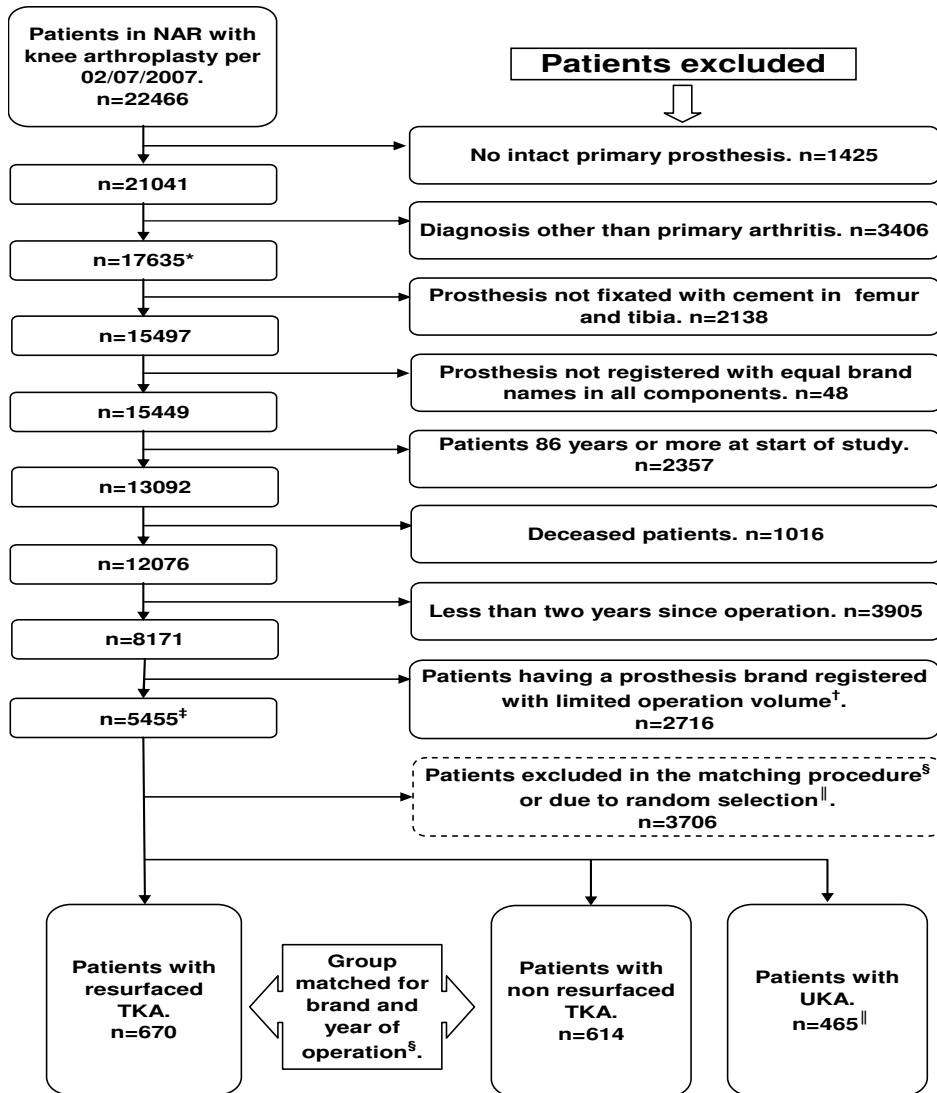 Patients in NAR with
knee arthroplasty per
02/07/2007.
n=22466
Patients excluded
No intact primary prosthesis. n=1425
n=21041
Diagnosis other than primary arthritis. n=3406
n=17635*
Prosthesis not fixated with cement in femur
and tibia. n=2138
n=15497
Prosthesis not registered with equal brand
names in all components. n=48
n=15449
Patients 86 years or more at start of study.
n=2357
n=13092
Deceased patients. n=1016
n=12076
Less than two years since operation. n=3905
n=8171
Patients having a prosthesis brand registered
with limited operation volume†.
n=2716
n=5455‡
Patients excluded in the matching procedure§
or due to random selection‖.
n=3706
Patients with
resurfaced
TKA.
n=670
Group
matched for
brand and
year of
operation§.
Patients with
non resurfaced
TKA.
n=614
Patients with
UKA.
n=465‖